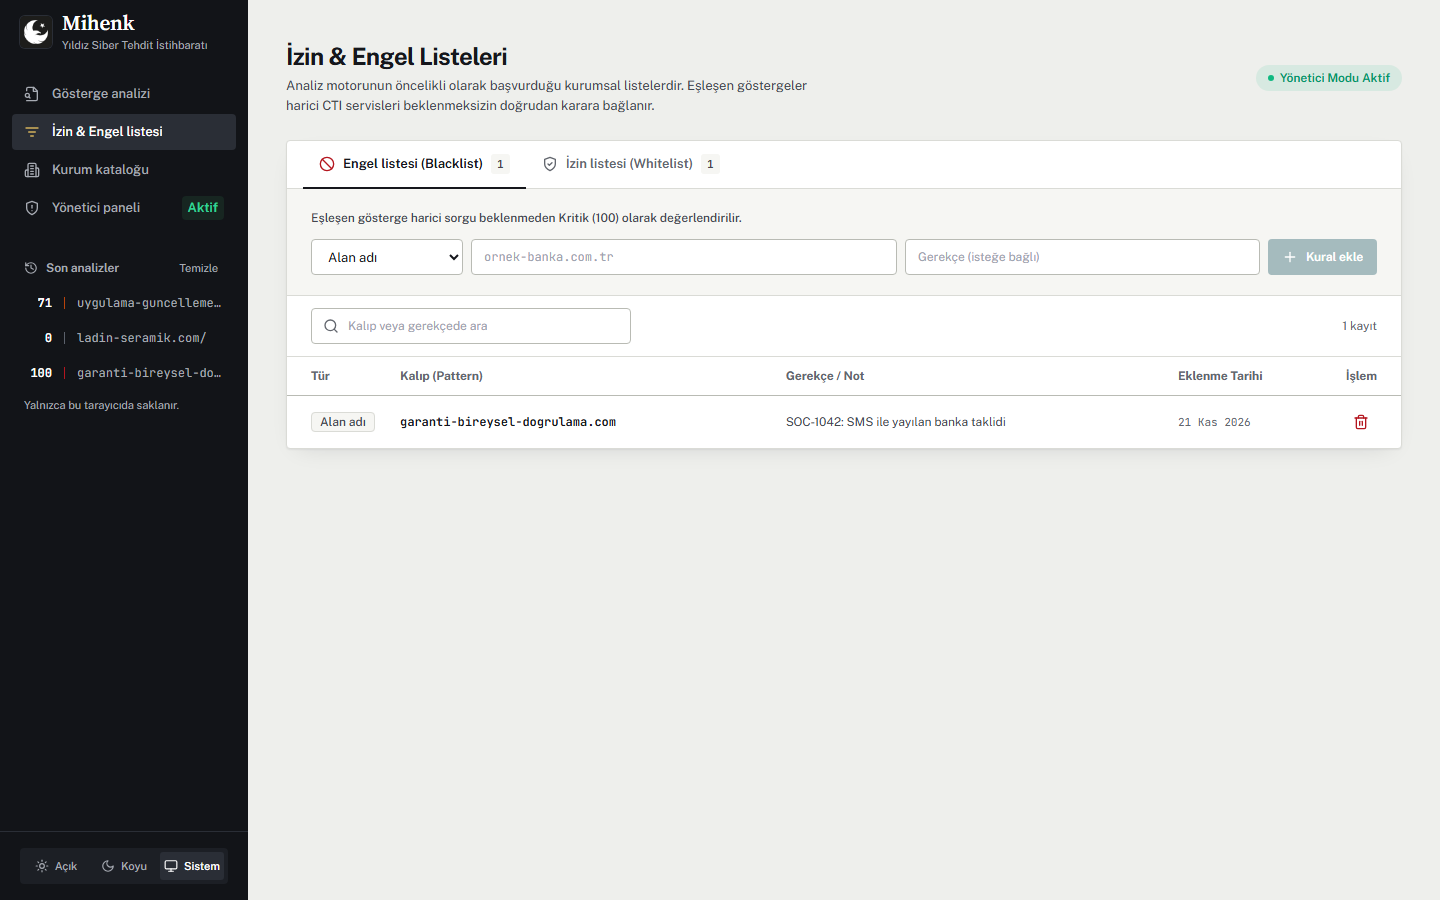 Mihenk
Yıldız Siber Tehdit İstihbaratı
Gösterge analizi
İzin & Engel listesi
Kurum kataloğu
Yönetici paneli
Aktif
Son analizler
Temizle
71
uygulama-guncelleme…
0
ladin-seramik.com/
100
garanti-bireysel-do…
Yalnızca bu tarayıcıda saklanır.
Açık
Koyu
Sistem
İzin & Engel Listeleri
Analiz motorunun öncelikli olarak başvurduğu kurumsal listelerdir. Eşleşen göstergeler
harici CTI servisleri beklenmeksizin doğrudan karara bağlanır.
Yönetici Modu Aktif
Engel listesi (Blacklist) 1
İzin listesi (Whitelist) 1
Eşleşen gösterge harici sorgu beklenmeden Kritik (100) olarak değerlendirilir.
Alan adı
ornek-banka.com.tr
Gerekçe (isteğe bağlı)
Kural ekle
Kalıp veya gerekçede ara
1 kayıt
Tür
Kalıp (Pattern)
Gerekçe / Not
Eklenme Tarihi
İşlem
Alan adı
garanti-bireysel-dogrulama.com
SOC-1042: SMS ile yayılan banka taklidi
21 Kas 2026